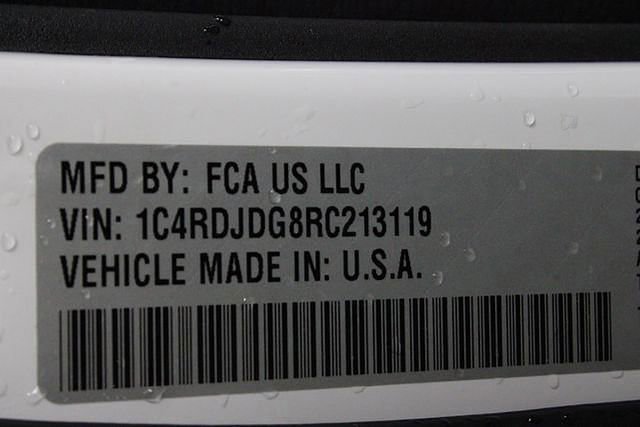 MFD BY: FCA US LLC
VIN: 1C4RDJDG8RC213119
VEHICLE MADE IN: U.S.A.